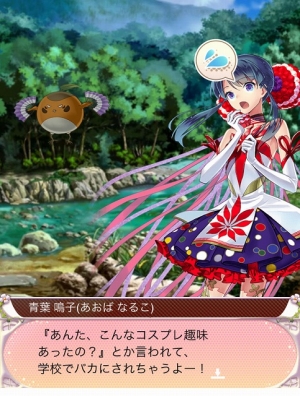 青葉 鳴子(あおば なるこ)
『あんた、こんなコスプレ趣味
あったの？』とか言われて、
学校でバカにされちゃうよー！